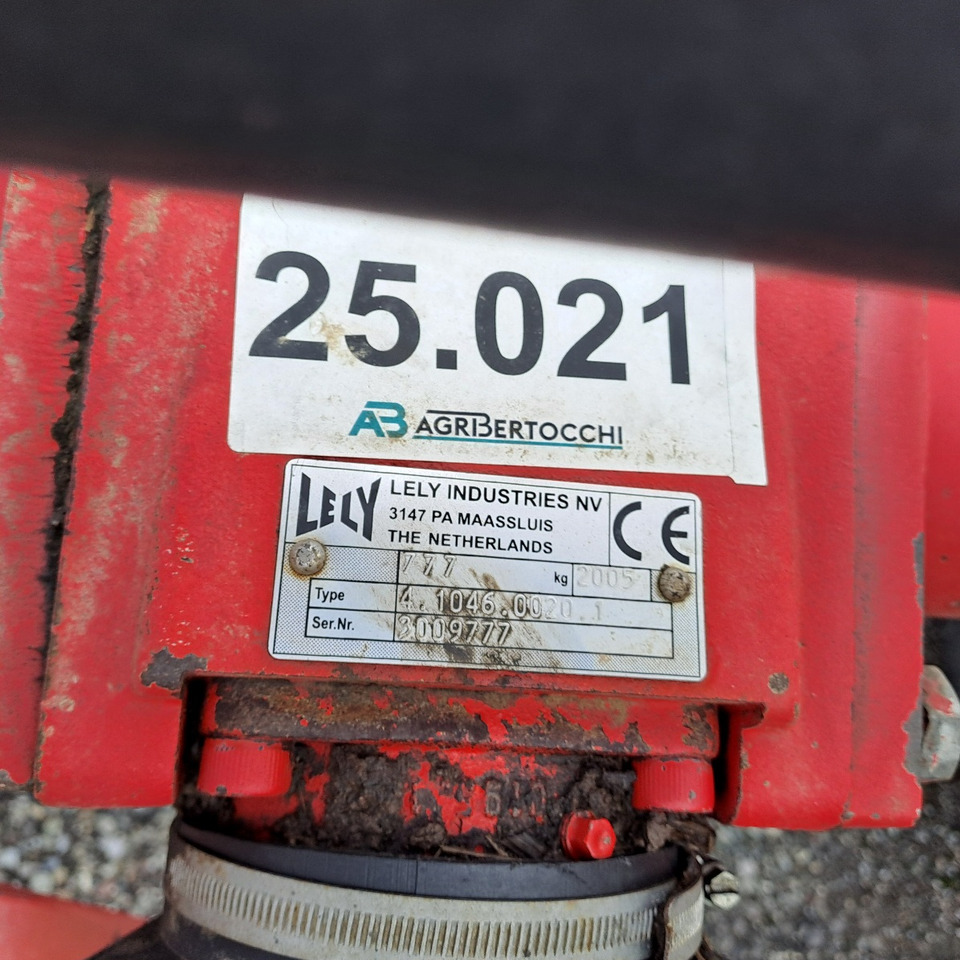 25.021
AB AGRIBERTOCCHI
LELY
LELY INDUSTRIES NV
3147 PA MAASSLUIS
THE NETHERLANDS
CE
777 kg 2005
Type 4.1046.0020.1
Ser.Nr. 3009777